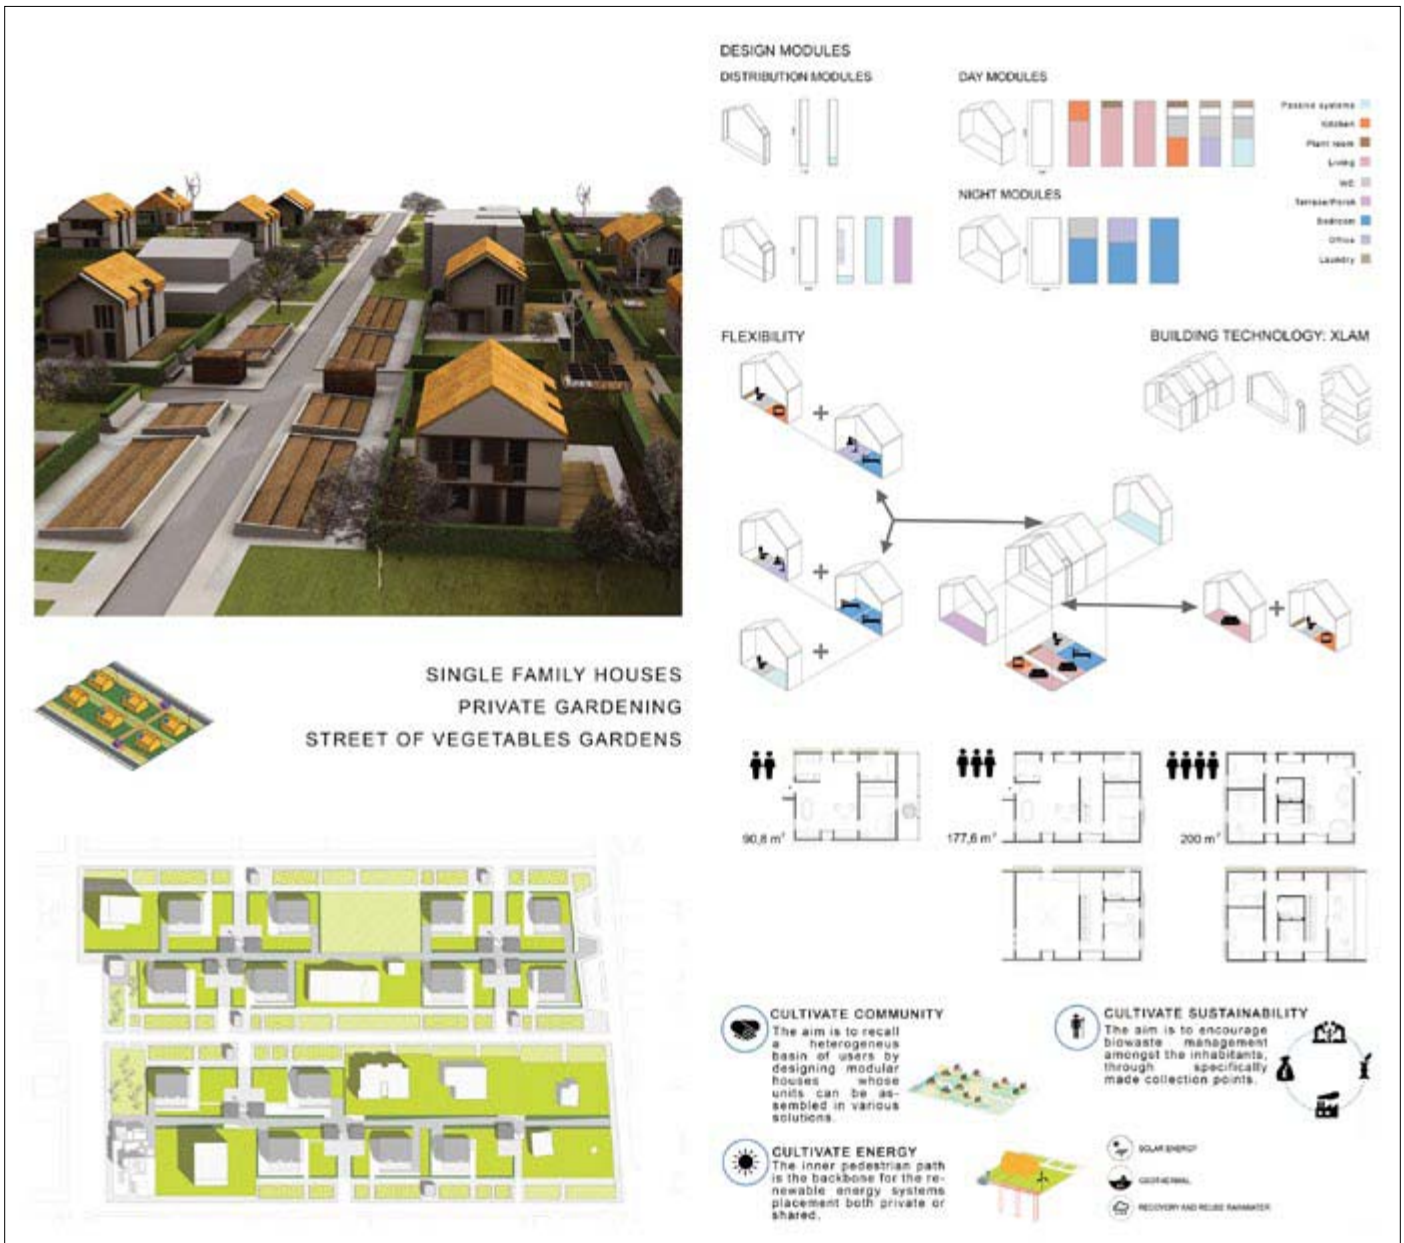 DESIGN MODULES
DISTRIBUTION MODULES
DAY MODULES
Passive systems
Kitchen
Plant room
Living
WC
Terrace/Porch
Bedroom
Office
Laundry
NIGHT MODULES
FLEXIBILITY
BUILDING TECHNOLOGY: XLAM
+
+
+
+
SINGLE FAMILY HOUSES
PRIVATE GARDENING
STREET OF VEGETABLES GARDENS
90,8 m²
177,6 m²
200 m²
CULTIVATE COMMUNITY
The aim is to recall
a heterogeneus
basin of users by
designing modular
houses whose
units can be as-
sembled in various
solutions.
CULTIVATE SUSTAINABILITY
The aim is to encourage
biowaste management
amongst the inhabitants,
through specifically
made collection points.
CULTIVATE ENERGY
The inner pedestrian path
is the backbone for the re-
newable energy systems
placement both private or
shared.
SOLAR ENERGY
GEOTHERMAL
RECOVERY AND REUSE RAINWATER